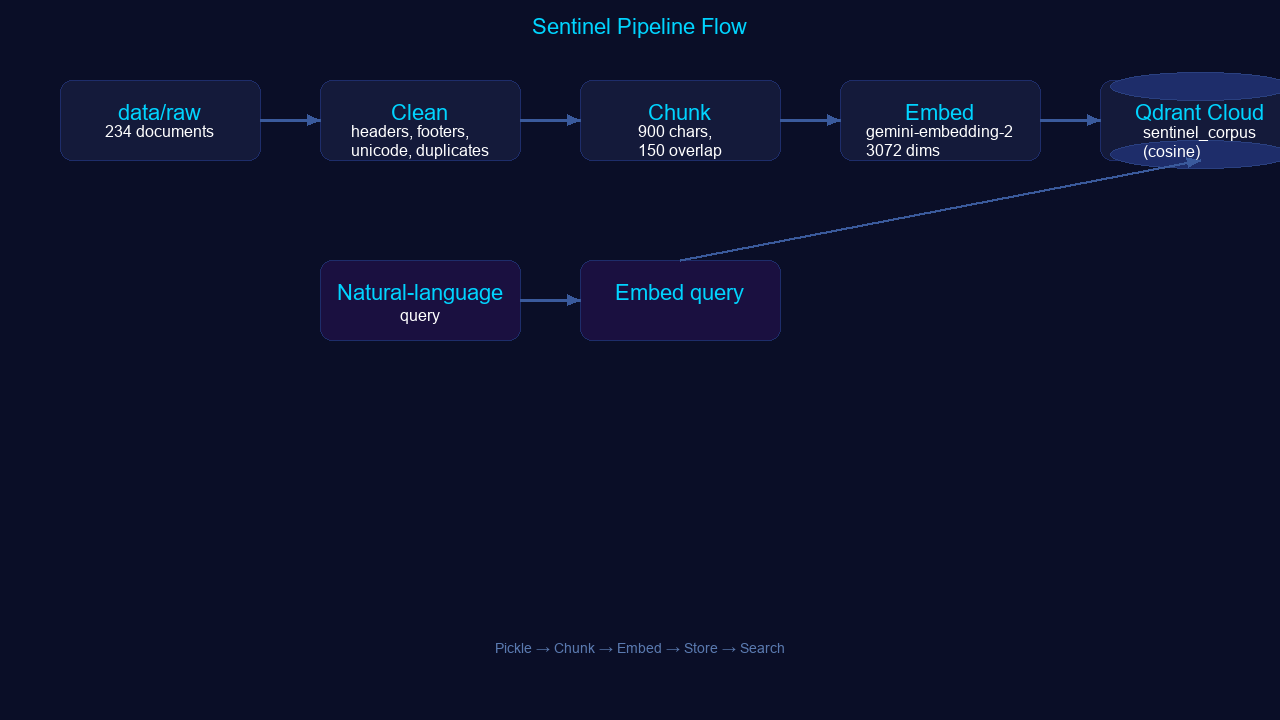 Sentinel Pipeline Flow
data/raw
234 documents
Clean
headers, footers,
unicode, duplicates
Chunk
900 chars,
150 overlap
Embed
gemini-embedding-2
3072 dims
Qdrant Cloud
sentinel_corpus
(cosine)
Natural-language
query
Embed query
Pickle → Chunk → Embed → Store → Search